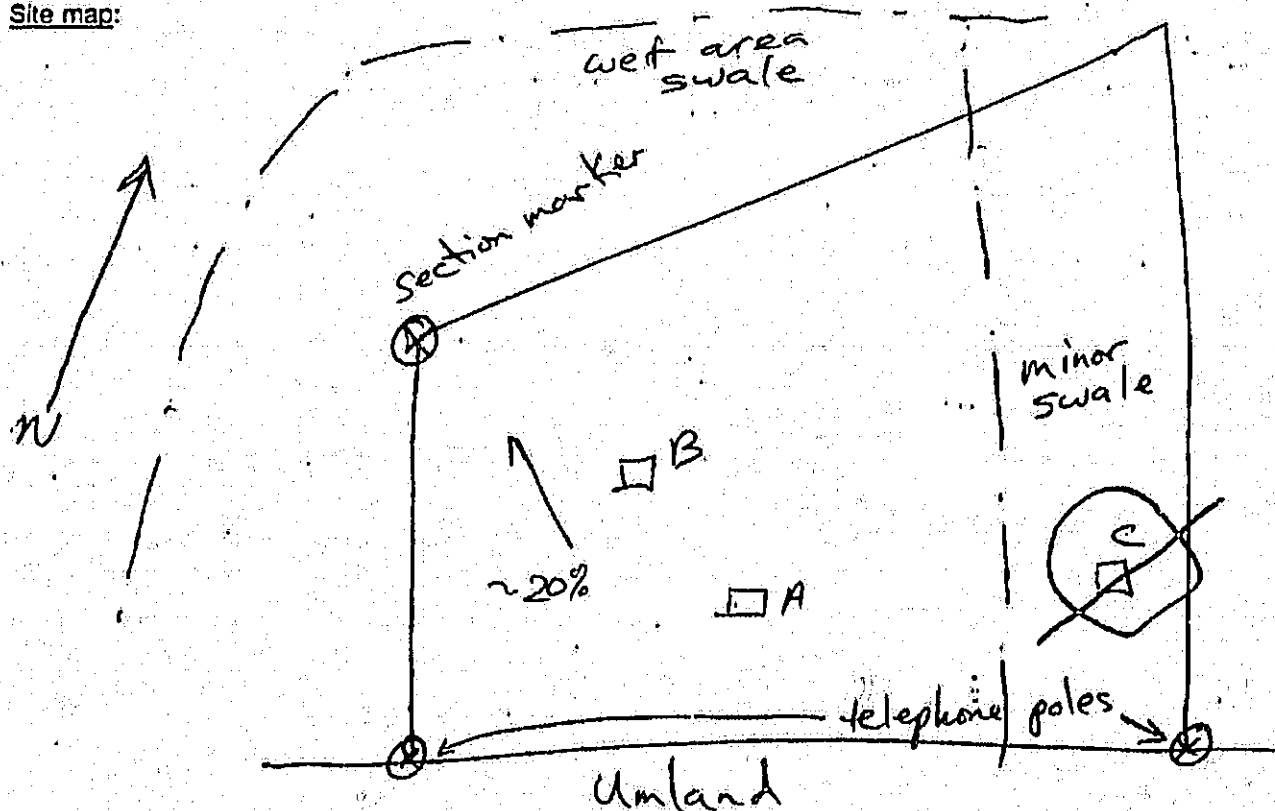 Site map:
wet area
swale
section marker
N
minor
swale
B
C
~20%
A
telephone poles
Umland